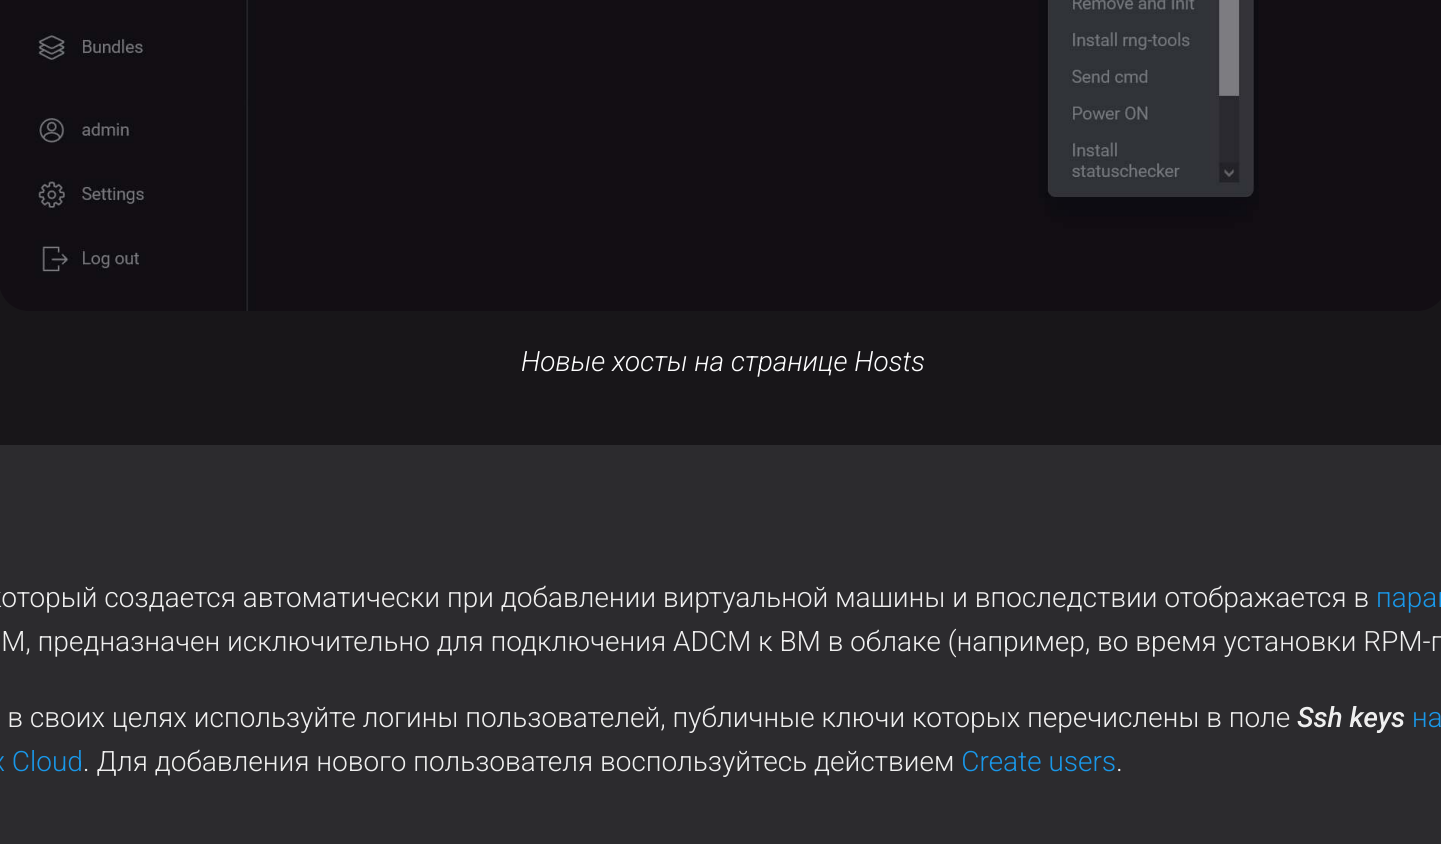 Remove and Init
Bundles
Install rng-tools
Send cmd
Power ON
admin
Install
statuschecker
Settings
Log out
Новые хосты на странице Hosts
который создается автоматически при добавлении виртуальной машины и впоследствии отображается в
М, предназначен исключительно для подключения ADCM к ВМ в облаке (например, во время установки RPM-
в своих целях используйте логины пользователей, публичные ключи которых перечислены в поле Ssh keys на
x Cloud. Для добавления нового пользователя воспользуйтесь действием Create users.